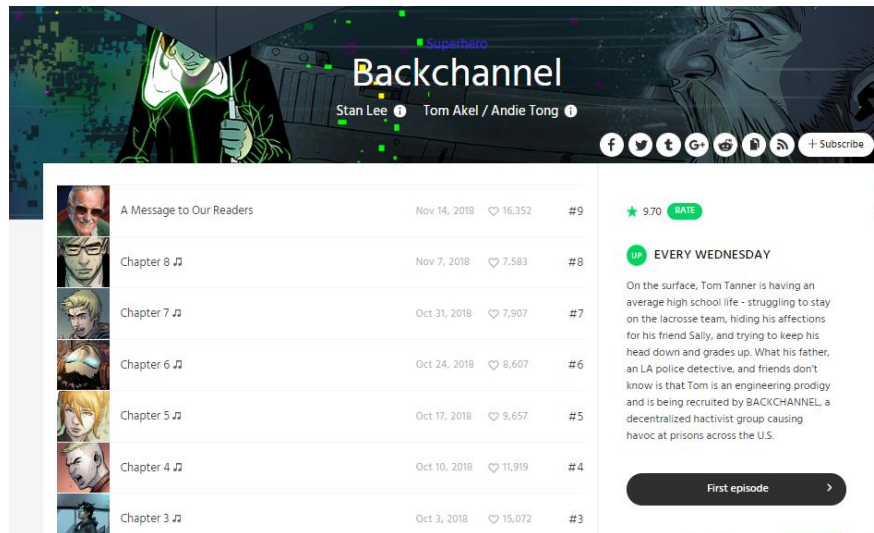 Superhero
Backchannel
Stan Lee i Tom Akel / Andie Tong i
+ Subscribe
A Message to Our Readers Nov 14, 2018 16,352 #9
Chapter 8 ♫ Nov 7, 2018 7,583 #8
Chapter 7 ♫ Oct 31, 2018 7,907 #7
Chapter 6 ♫ Oct 24, 2018 8,607 #6
Chapter 5 ♫ Oct 17, 2018 9,657 #5
Chapter 4 ♫ Oct 10, 2018 11,919 #4
Chapter 3 ♫ Oct 3, 2018 15,072 #3
★ 9.70 RATE
UP EVERY WEDNESDAY
On the surface, Tom Tanner is having an
average high school life - struggling to stay
on the lacrosse team, hiding his affections
for his friend Sally, and trying to keep his
head down and grades up. What his father,
an LA police detective, and friends don't
know is that Tom is an engineering prodigy
and is being recruited by BACKCHANNEL, a
decentralized hactivist group causing
havoc at prisons across the U.S.
First episode >